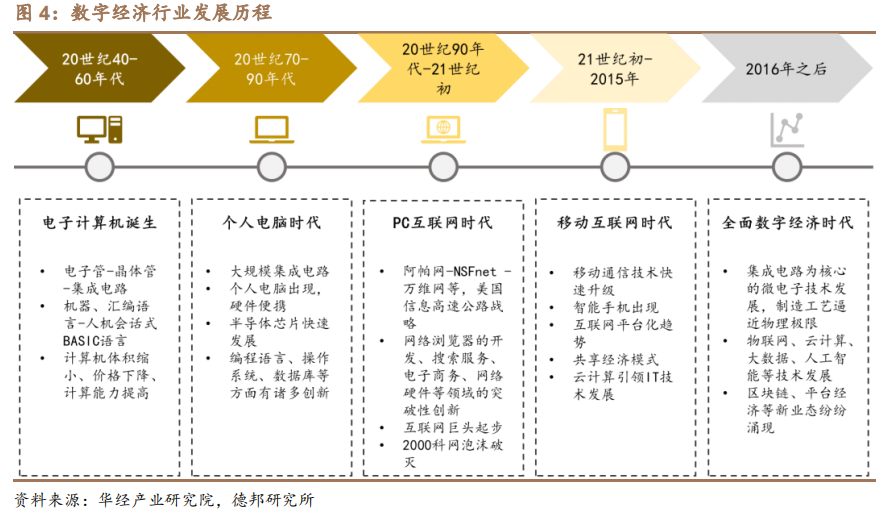 图 4：数字经济行业发展历程
20世纪40-
60年代
20世纪70-
90年代
20世纪90年
代-21世纪
初
21世纪初-
2015年
2016年之后
电子计算机诞生
• 电子管-晶体管
-集成电路
• 机器、汇编语
言-人机会话式
BASIC语言
• 计算机体积缩
小、价格下降、
计算能力提高
个人电脑时代
• 大规模集成电路
• 个人电脑出现，
硬件便携
• 半导体芯片快速
发展
• 编程语言、操作
系统、数据库等
方面有诸多创新
PC互联网时代
• 阿帕网-NSFnet -
万维网等，美国
信息高速公路战
略
• 网络浏览器的开
发、搜索服务、
电子商务、网络
硬件等领域的突
破性创新
• 互联网巨头起步
• 2000科网泡沫破
灭
移动互联网时代
• 移动通信技术快
速升级
• 智能手机出现
• 互联网平台化趋
势
• 共享经济模式
• 云计算引领IT技
术发展
全面数字经济时代
• 集成电路为核心
的微电子技术发
展，制造工艺逼
近物理极限
• 物联网、云计算、
大数据、人工智
能等技术发展
• 区块链、平台经
济等新业态纷纷
涌现
资料来源：华经产业研究院，德邦研究所